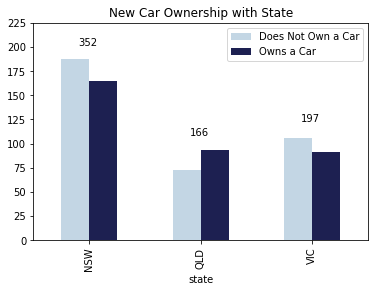 New Car Ownership with State
225
200
175
150
125
100
75
50
25
0
352
166
197
Does Not Own a Car
Owns a Car
NSW
QLD
VIC
state